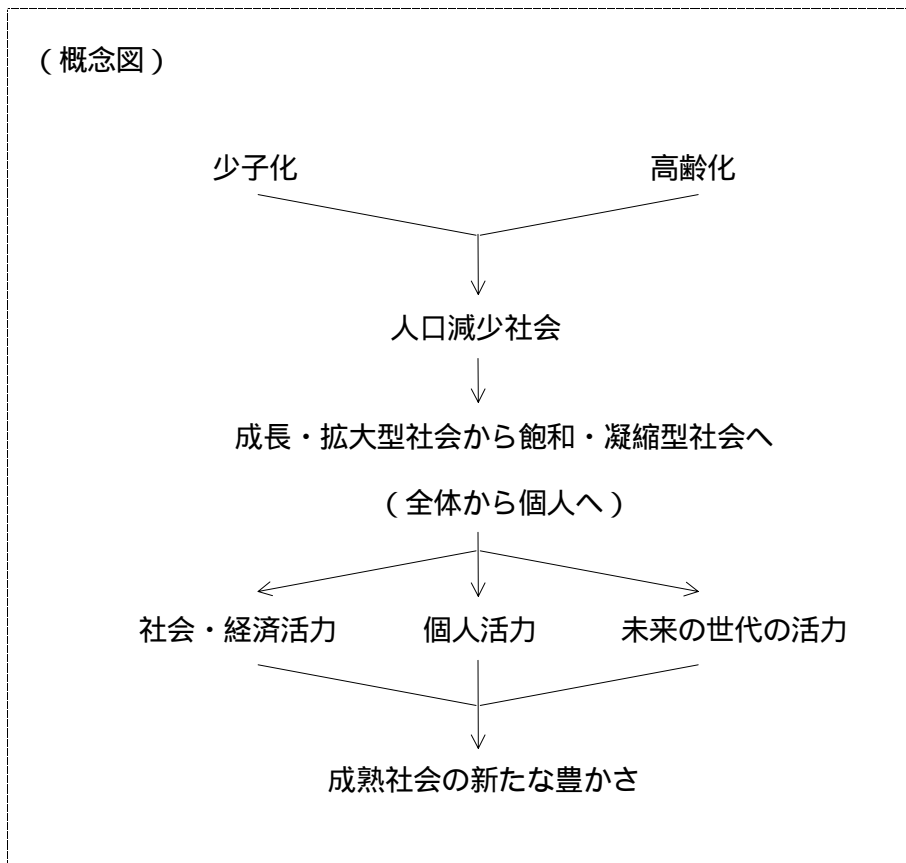 （概念図）
少子化 高齢化
人口減少社会
成長・拡大型社会から飽和・凝縮型社会へ
（全体から個人へ）
社会・経済活力 個人活力 未来の世代の活力
成熟社会の新たな豊かさ